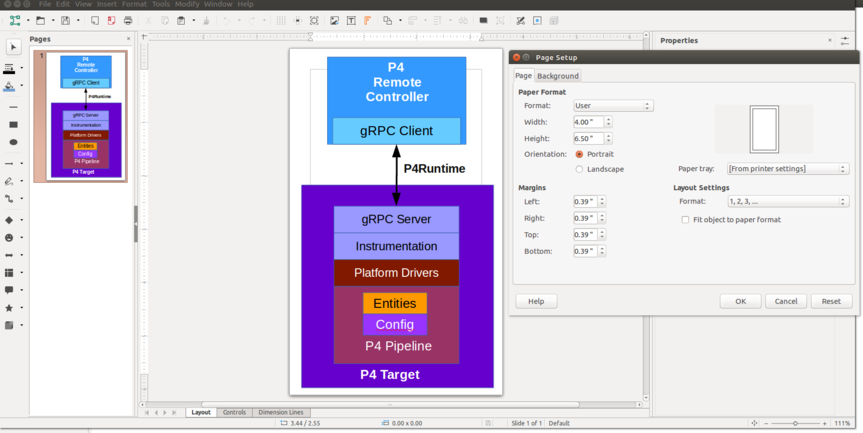 File Edit View Insert Format Tools Modify Window Help
Pages
Properties
1
P4
Remote
Controller
gRPC Client
P4Runtime
gRPC Server
Instrumentation
Platform Drivers
Entities
Config
P4 Pipeline
P4 Target
P4
Remote
Controller
gRPC Client
P4Runtime
gRPC Server
Instrumentation
Platform Drivers
Entities
Config
P4 Pipeline
P4 Target
Page Setup
Page Background
Paper Format
Format: User
Width: 4.00 "
Height: 6.50 "
Orientation: Portrait
Landscape
Paper tray: [From printer settings]
Margins
Left: 0.39 "
Right: 0.39 "
Top: 0.39 "
Bottom: 0.39 "
Layout Settings
Format: 1, 2, 3, ...
Fit object to paper format
Help OK Cancel Reset
Layout Controls Dimension Lines
3.44 / 2.55 0.00 x 0.00 Slide 1 of 1 Default 111%